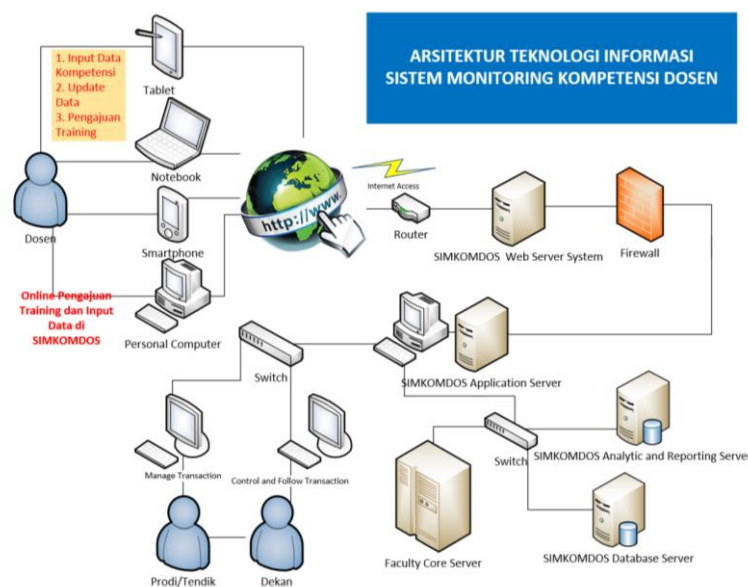 ARSITEKTUR TEKNOLOGI INFORMASI
SISTEM MONITORING KOMPETENSI DOSEN
1. Input Data
Kompetensi
2. Update
Data
3. Pengajuan
Training
Tablet
Notebook
Dosen
Smartphone
http://www.
Internet Access
Router
SIMKOMDOS Web Server System
Firewall
Online Pengajuan
Training dan Input
Data di
SIMKOMDOS
Personal Computer
Switch
SIMKOMDOS Application Server
Manage Transaction
Control and Follow Transaction
Switch
SIMKOMDOS Analytic and Reporting Server
Faculty Core Server
SIMKOMDOS Database Server
Prodi/Tendik
Dekan